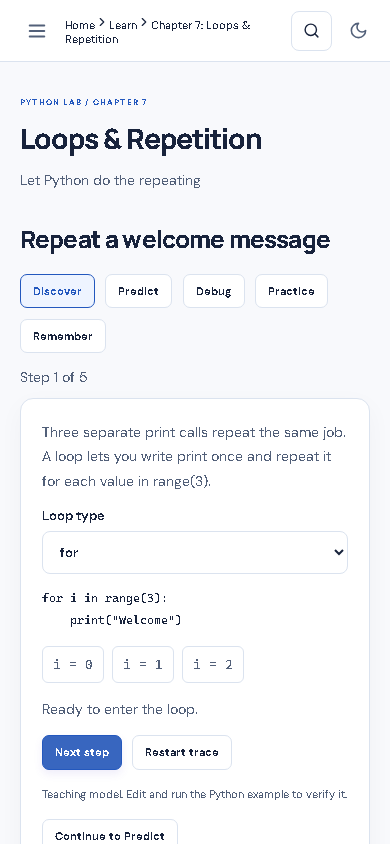 Home > Learn > Chapter 7: Loops &
Repetition
PYTHON LAB / CHAPTER 7
Loops & Repetition
Let Python do the repeating
Repeat a welcome message
Discover Predict Debug Practice
Remember
Step 1 of 5
Three separate print calls repeat the same job.
A loop lets you write print once and repeat it
for each value in range(3).
Loop type
for
for i in range(3):
    print("Welcome")
i = 0 i = 1 i = 2
Ready to enter the loop.
Next step Restart trace
Teaching model. Edit and run the Python example to verify it.
Continue to Predict